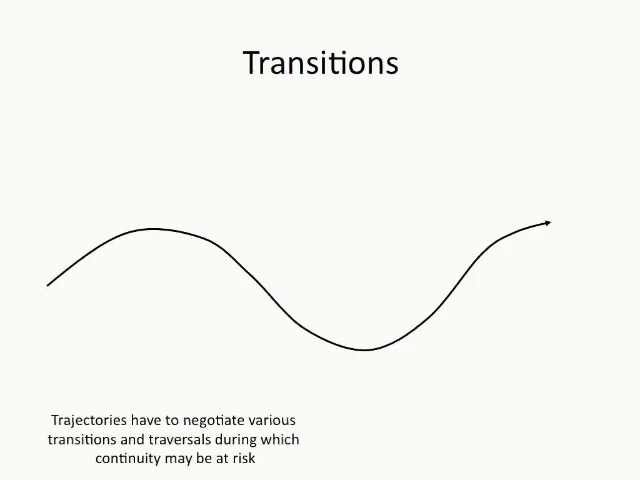 Transitions
Trajectories have to negotiate various
transitions and traversals during which
continuity may be at risk